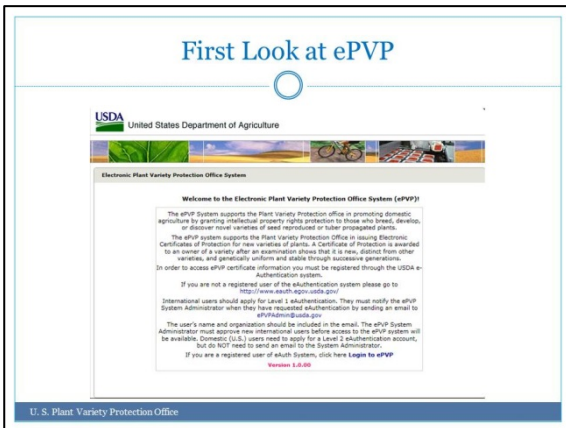 First Look at ePVP
USDA
United States Department of Agriculture
Electronic Plant Variety Protection Office System
Welcome to the Electronic Plant Variety Protection Office System (ePVP)!
The ePVP System supports the Plant Variety Protection office in promoting domestic
agriculture by granting intellectual property rights protection to those who breed, develop,
or discover novel varieties of seed reproduced or tuber propagated plants.
The ePVP system supports the Plant Variety Protection Office in issuing Electronic
Certificates of Protection for new varieties of plants. A Certificate of Protection is awarded
to an owner of a variety after an examination shows that it is new, distinct from other
varieties, and genetically uniform and stable through successive generations.
In order to access ePVP certificate information you must be registered through the USDA e-
Authentication system.
If you are not a registered user of the eAuthentication system please go to
http://www.eauth.egov.usda.gov/
International users should apply for Level 1 eAuthentication. They must notify the ePVP
System Administrator when they have requested eAuthentication by sending an email to
ePVPAdmin@usda.gov
The user's name and organization should be included in the email. The ePVP System
Administrator must approve new international users before access to the ePVP system will
be available. Domestic (U.S.) users need to apply for a Level 2 eAuthentication account,
but do NOT need to send an email to the System Administrator.
If you are a registered user of eAuth System, click here Login to ePVP
Version 1.0.00
U. S. Plant Variety Protection Office